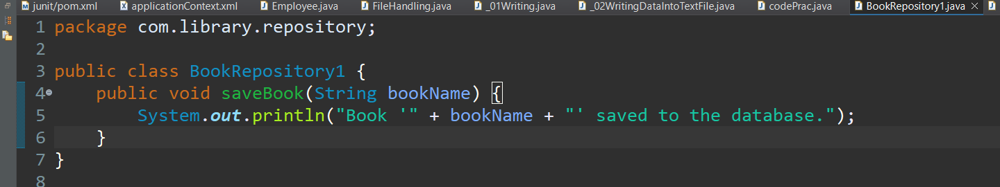 junit/pom.xml applicationContext.xml Employee.java FileHandling.java _01Writing.java _02WritingDataIntoTextFile.java codePrac.java BookRepository1.java
1 package com.library.repository;
2
3 public class BookRepository1 {
4 public void saveBook(String bookName) {
5 System.out.println("Book '" + bookName + "' saved to the database.");
6 }
7 }
8